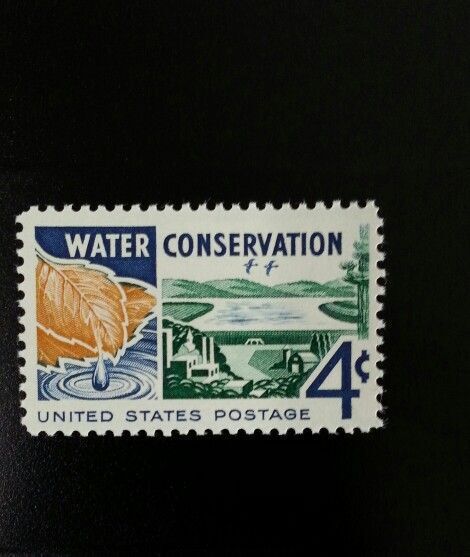 WATER CONSERVATION
4¢
UNITED STATES POSTAGE